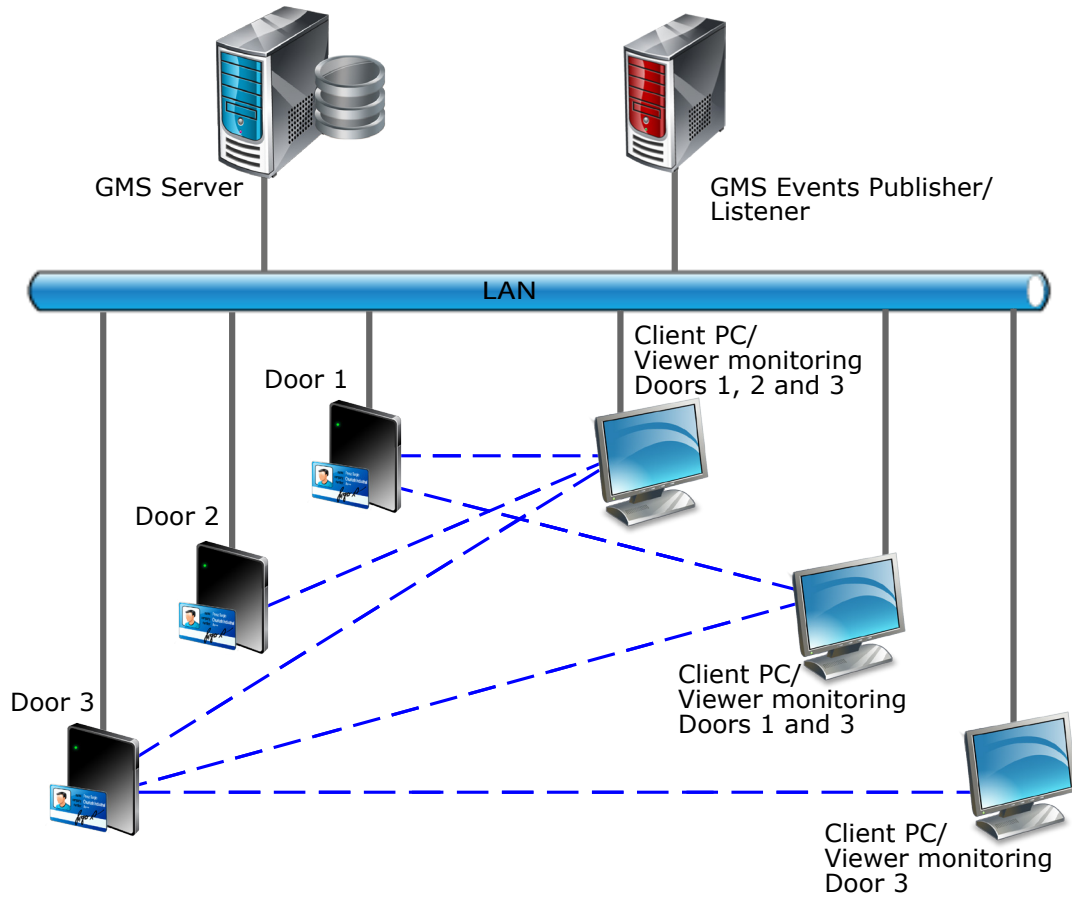 GMS Server
GMS Events Publisher/
Listener
LAN
Client PC/
Viewer monitoring
Doors 1, 2 and 3
Door 1
Door 2
Client PC/
Viewer monitoring
Doors 1 and 3
Door 3
Client PC/
Viewer monitoring
Door 3